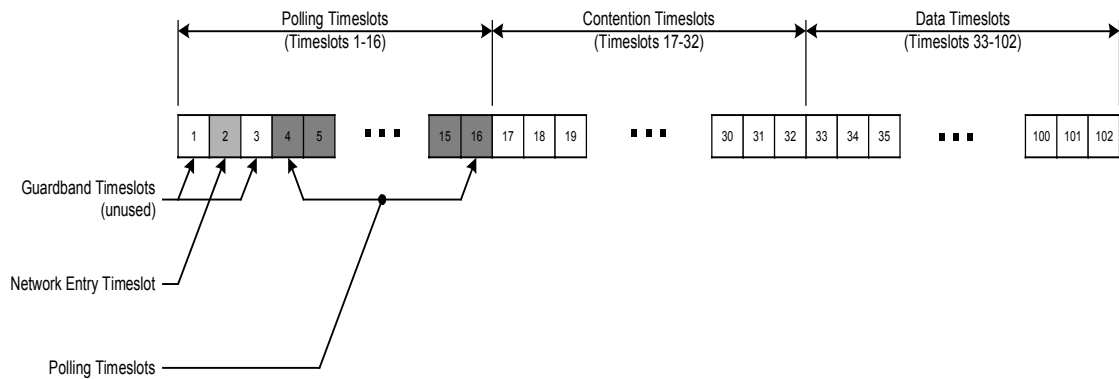 Polling Timeslots
(Timeslots 1-16)
Contention Timeslots
(Timeslots 17-32)
Data Timeslots
(Timeslots 33-102)
1 2 3 4 5 15 16 17 18 19 30 31 32 33 34 35 100 101 102
Guardband Timeslots
(unused)
Network Entry Timeslot
Polling Timeslots